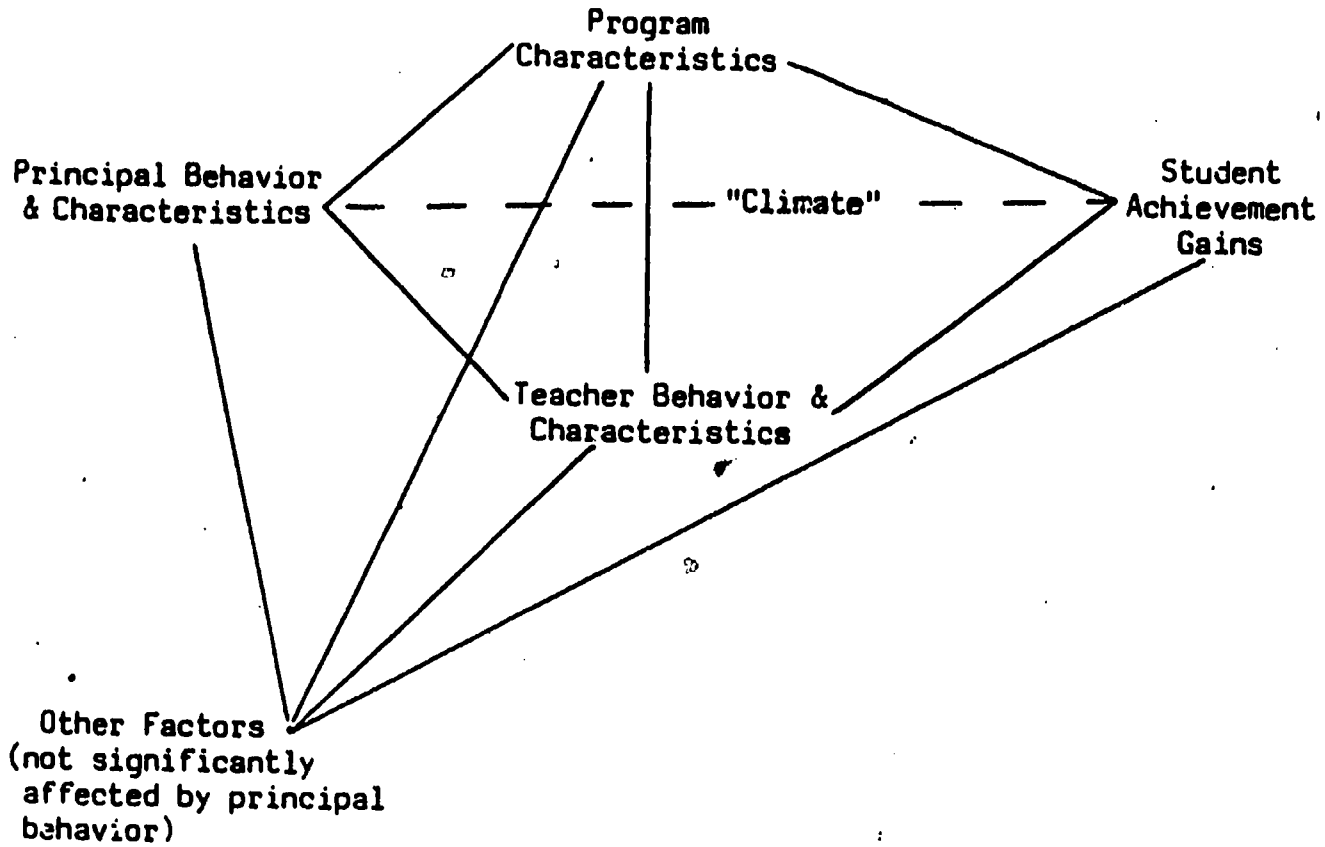 Program
Characteristics
Principal Behavior
& Characteristics
"Climate"
Student
Achievement
Gains
Teacher Behavior &
Characteristics
Other Factors
(not significantly
affected by principal
behavior)